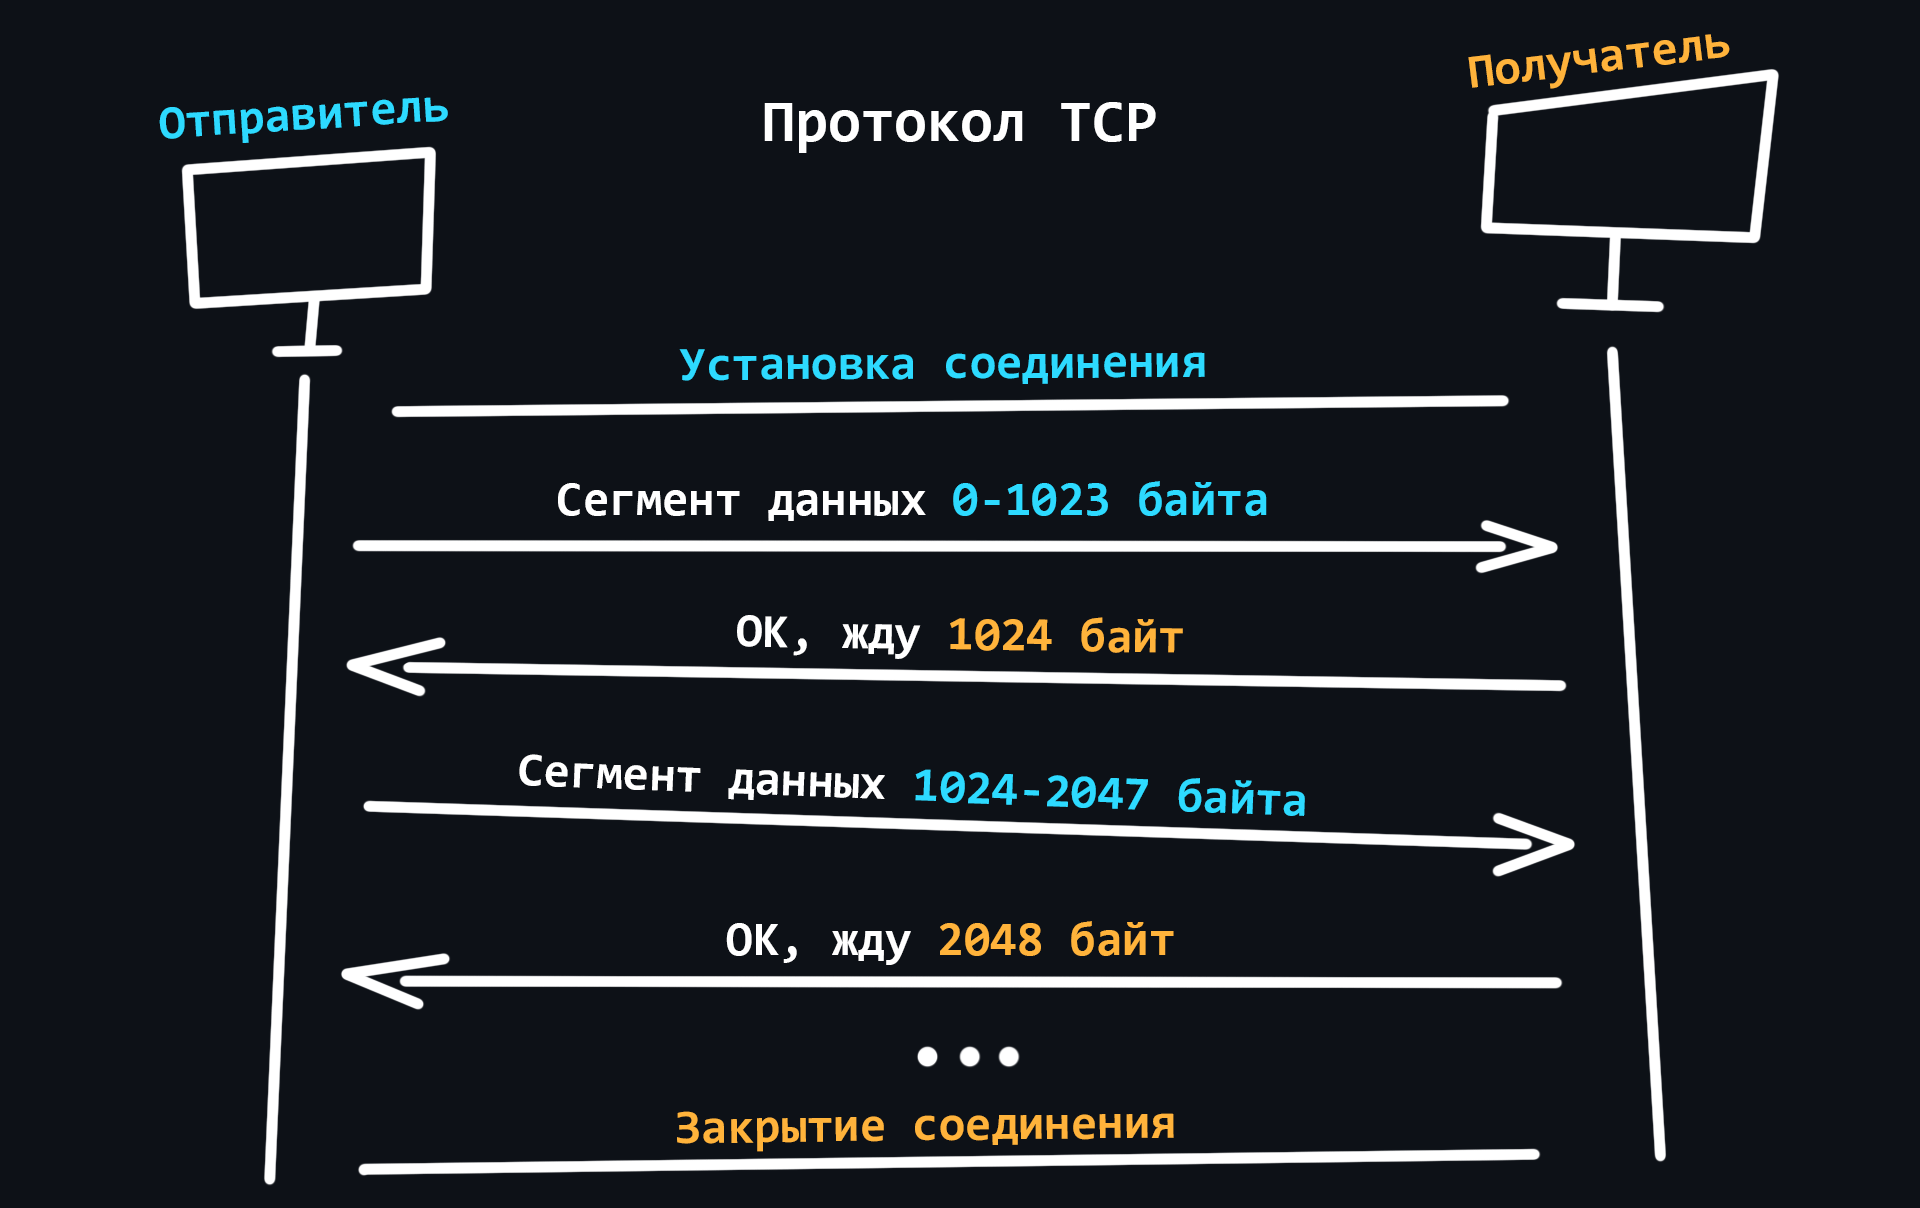 Получатель
Отправитель
Протокол TCP
Установка соединения
Сегмент данных 0-1023 байта
ОК, жду 1024 байт
Сегмент данных 1024-2047 байта
ОК, жду 2048 байт
...
Закрытие соединения